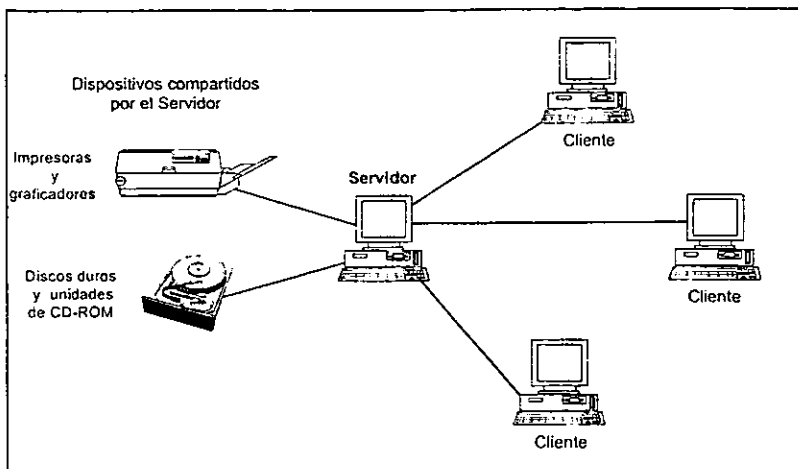 Dispositivos compartidos
por el Servidor
Impresoras
y
graficadores
Discos duros
y unidades
de CD-ROM
Servidor
Cliente
Cliente
Cliente